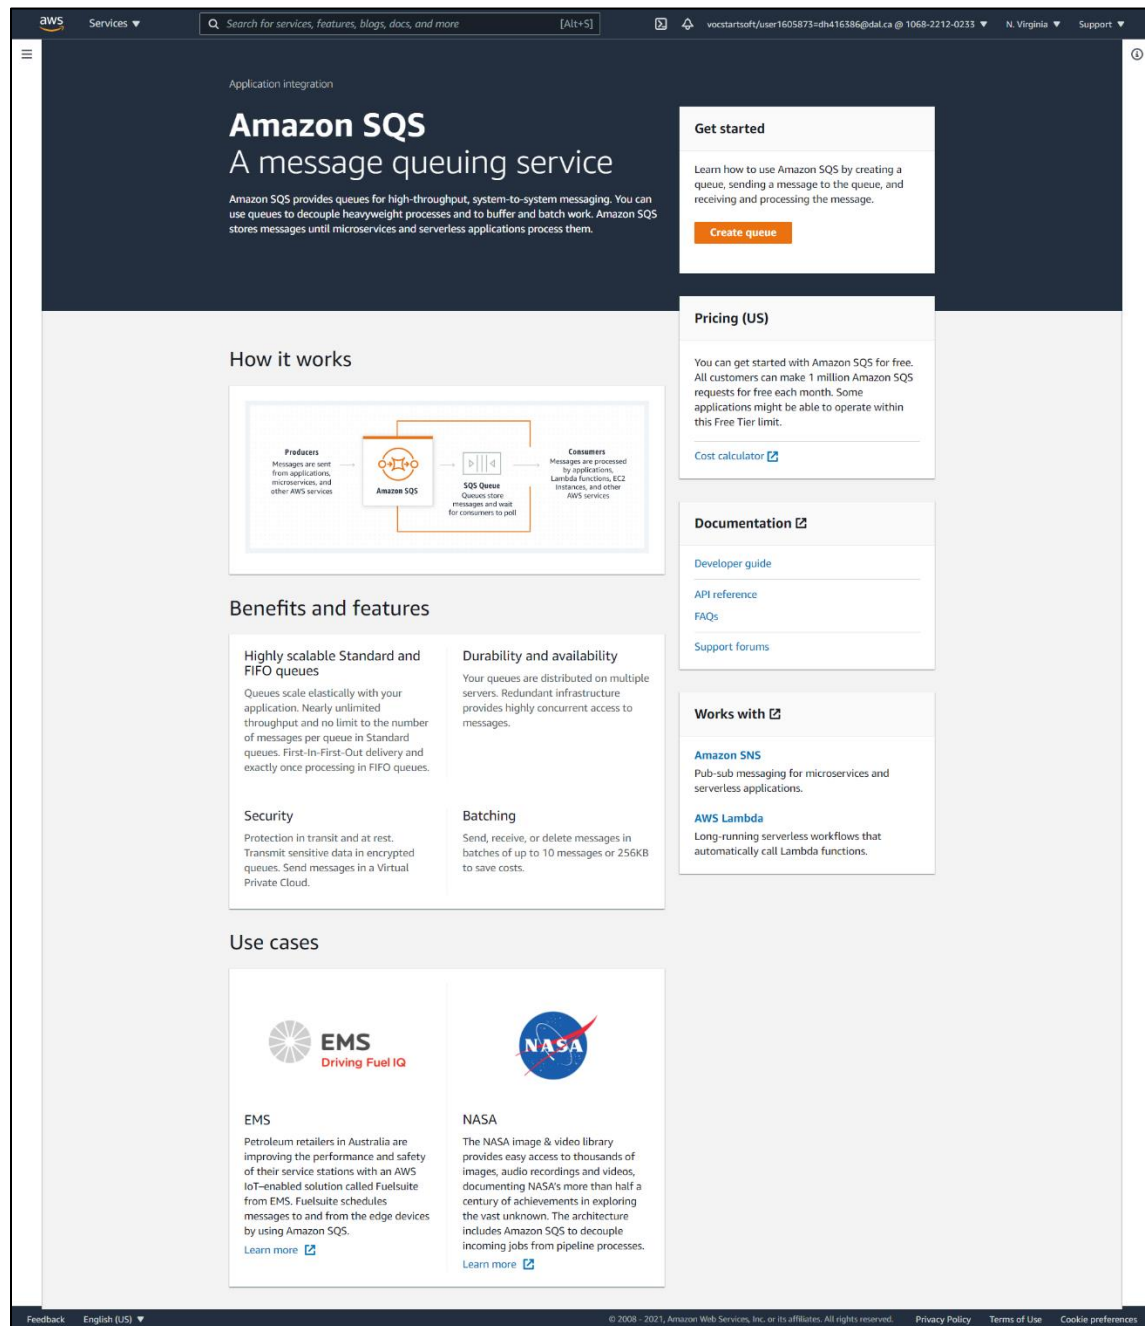 aws
Services ▼
Search for services, features, blogs, docs, and more
[Alt+S]
vocstartsoft/user1605873=dh416386@dal.ca @ 1068-2212-0233 ▼
N. Virginia ▼
Support ▼
Application integration
Amazon SQS
A message queuing service
Amazon SQS provides queues for high-throughput, system-to-system messaging. You can
use queues to decouple heavyweight processes and to buffer and batch work. Amazon SQS
stores messages until microservices and serverless applications process them.
Get started
Learn how to use Amazon SQS by creating a
queue, sending a message to the queue, and
receiving and processing the message.
Create queue
Pricing (US)
You can get started with Amazon SQS for free.
All customers can make 1 million Amazon SQS
requests for free each month. Some
applications might be able to operate within
this Free Tier limit.
Cost calculator
How it works
Producers
Messages are sent
from applications,
microservices, and
other AWS services
Amazon SQS
SQS Queue
Queues store
messages and wait
for consumers to poll
Consumers
Messages are processed
by applications,
Lambda functions, EC2
instances, and other
AWS services
Documentation
Developer guide
API reference
FAQs
Support forums
Benefits and features
Highly scalable Standard and
FIFO queues
Queues scale elastically with your
application. Nearly unlimited
throughput and no limit to the number
of messages per queue in Standard
queues. First-In-First-Out delivery and
exactly once processing in FIFO queues.
Durability and availability
Your queues are distributed on multiple
servers. Redundant infrastructure
provides highly concurrent access to
messages.
Security
Protection in transit and at rest.
Transmit sensitive data in encrypted
queues. Send messages in a Virtual
Private Cloud.
Batching
Send, receive, or delete messages in
batches of up to 10 messages or 256KB
to save costs.
Works with
Amazon SNS
Pub-sub messaging for microservices and
serverless applications.
AWS Lambda
Long-running serverless workflows that
automatically call Lambda functions.
Use cases
EMS
Driving Fuel IQ
NASA
EMS
Petroleum retailers in Australia are
improving the performance and safety
of their service stations with an AWS
IoT–enabled solution called Fuelsuite
from EMS. Fuelsuite schedules
messages to and from the edge devices
by using Amazon SQS.
Learn more
NASA
The NASA image & video library
provides easy access to thousands of
images, audio recordings and videos,
documenting NASA's more than half a
century of achievements in exploring
the vast unknown. The architecture
includes Amazon SQS to decouple
incoming jobs from pipeline processes.
Learn more
Feedback
English (US) ▼
© 2008 - 2021, Amazon Web Services, Inc. or its affiliates. All rights reserved.
Privacy Policy
Terms of Use
Cookie preferences